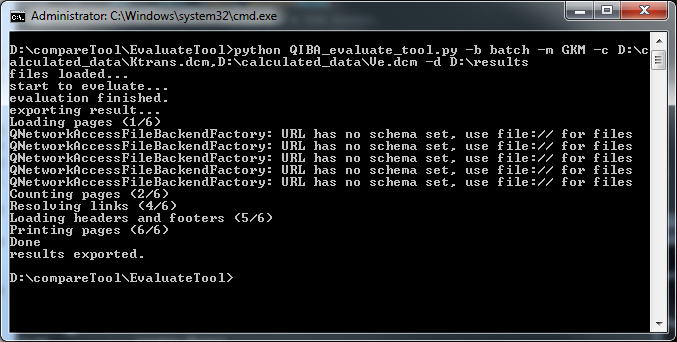 Administrator: C:\Windows\system32\cmd.exe
D:\compareTool\EvaluateTool>python QIBA_evaluate_tool.py -b batch -m GKM -c D:\c
alculated_data\Ktrans.dcm,D:\calculated_data\Ve.dcm -d D:\results
files loaded...
start to eveluate...
evaluation finished.
exporting result...
Loading pages (1/6)
QNetworkAccessFileBackendFactory: URL has no schema set, use file:// for files
QNetworkAccessFileBackendFactory: URL has no schema set, use file:// for files
QNetworkAccessFileBackendFactory: URL has no schema set, use file:// for files
QNetworkAccessFileBackendFactory: URL has no schema set, use file:// for files
QNetworkAccessFileBackendFactory: URL has no schema set, use file:// for files
Counting pages (2/6)
Resolving links (4/6)
Loading headers and footers (5/6)
Printing pages (6/6)
Done
results exported.
D:\compareTool\EvaluateTool>